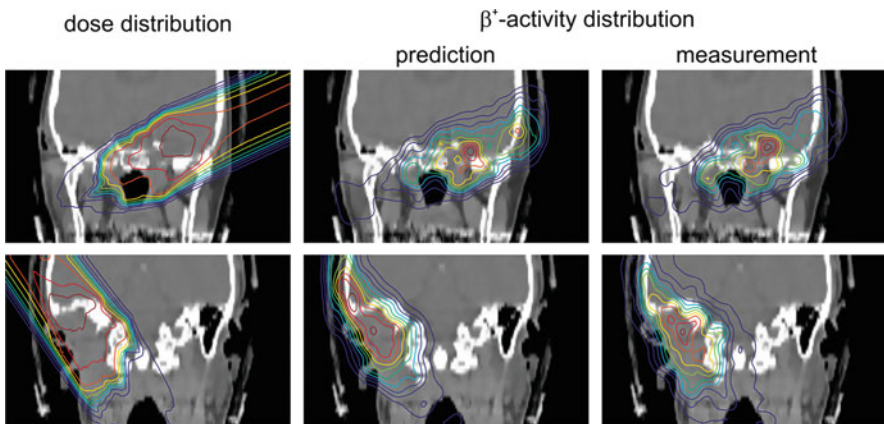 dose distribution
β⁺-activity distribution
prediction
measurement